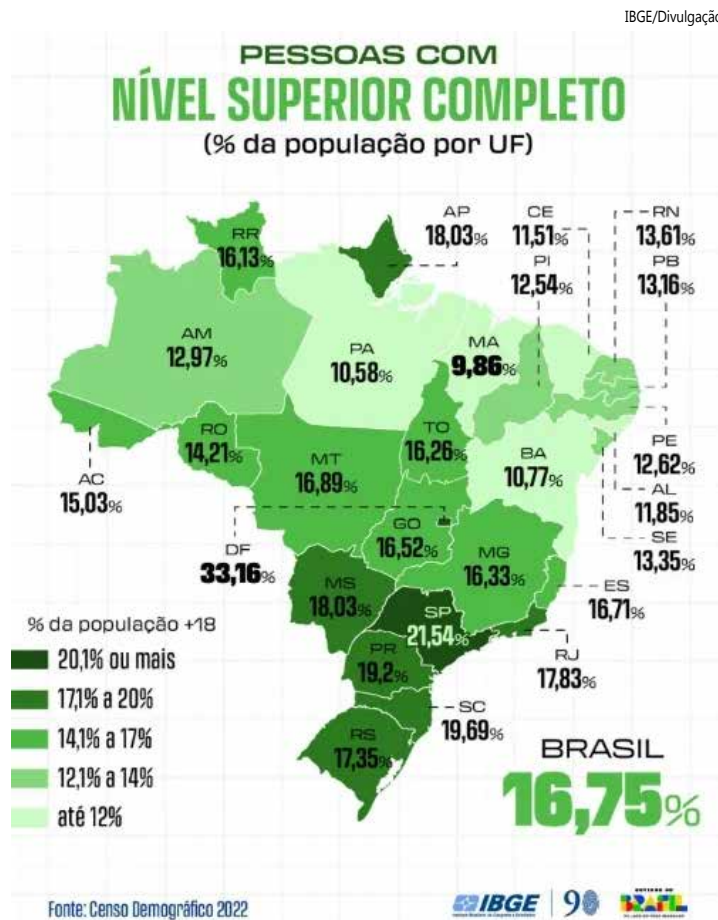 IBGE/Divulgação
PESSOAS COM
NÍVEL SUPERIOR COMPLETO
(% da população por UF)
RR
16,13%
AP
18,03%
CE
11,51%
RN
13,61%
PI
12,54%
PB
13,16%
AM
12,97%
PA
10,58%
MA
9,86%
RO
14,21%
MT
16,89%
TO
16,26%
BA
10,77%
PE
12,62%
AC
15,03%
AL
11,85%
DF
33,16%
GO
16,52%
MG
16,33%
SE
13,35%
MS
18,03%
SP
21,54%
ES
16,71%
PR
19,2%
RJ
17,83%
SC
19,69%
RS
17,35%
% da população +18
20,1% ou mais
17,1% a 20%
14,1% a 17%
12,1% a 14%
até 12%
BRASIL
16,75%
Fonte: Censo Demográfico 2022
IBGE
90
BRASIL